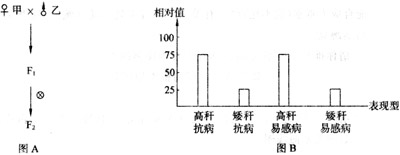 ♀甲 × ♂乙
F₁
⊗
F₂
图A
相对值
100
75
50
25
表现型
高秆 矮秆 高秆 矮秆
抗病 抗病 易感病 易感病
图B